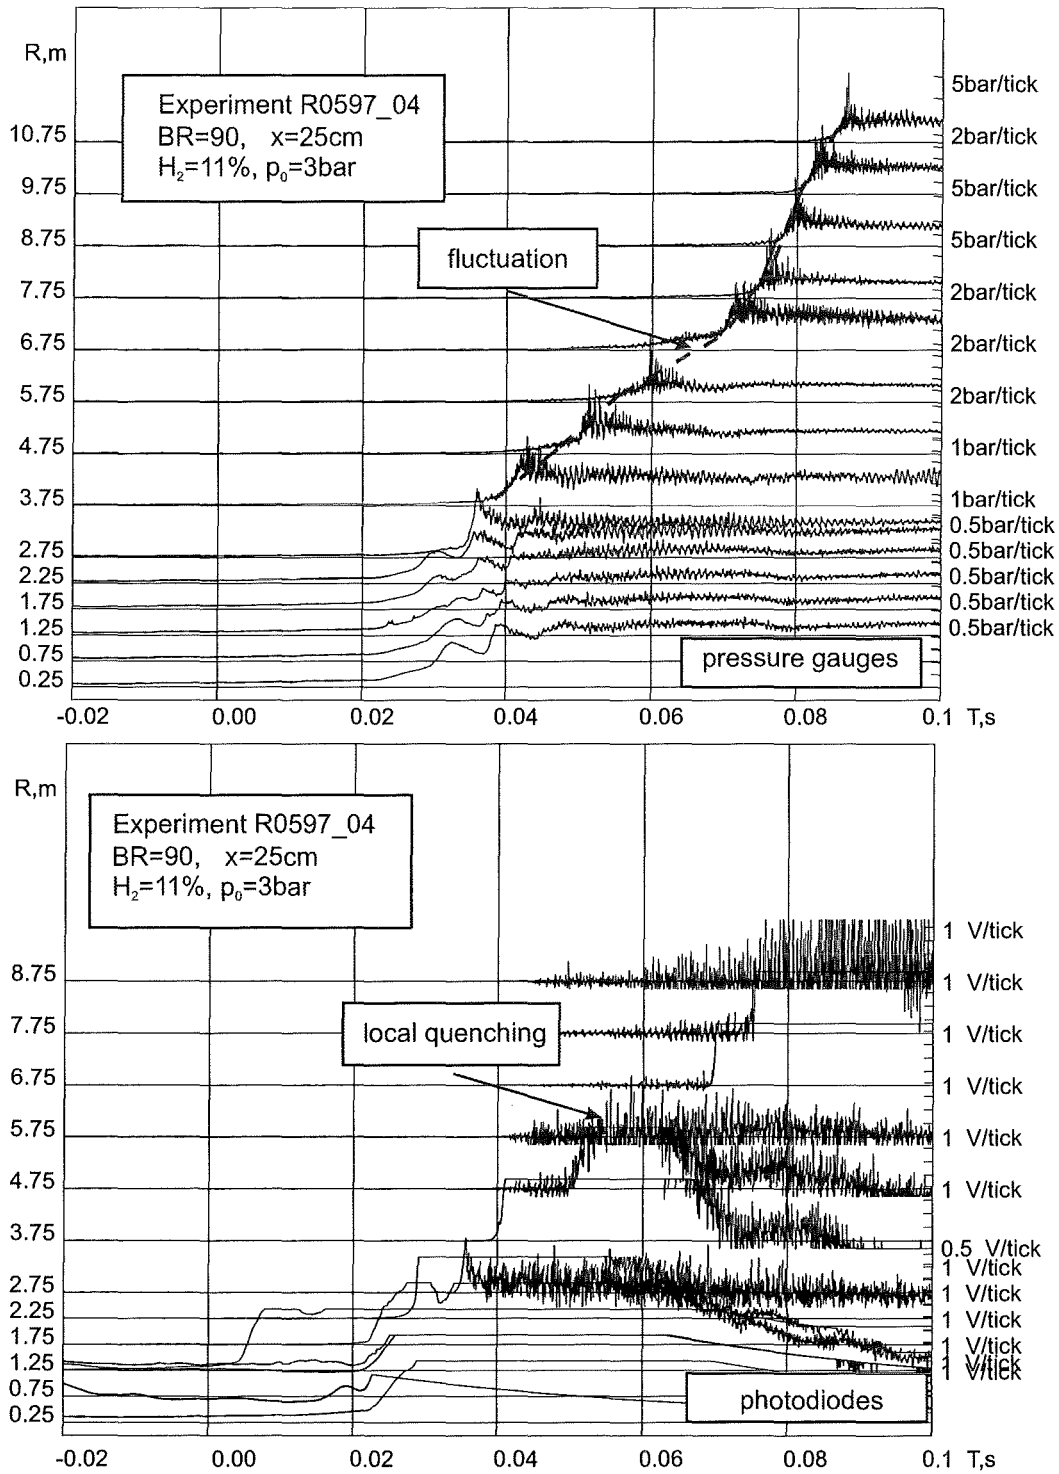 R,m
Experiment R0597_04
BR=90, x=25cm
H₂=11%, p₀=3bar
fluctuation
pressure gauges
10.75
9.75
8.75
7.75
6.75
5.75
4.75
3.75
2.75
2.25
1.75
1.25
0.75
0.25
5bar/tick
2bar/tick
5bar/tick
5bar/tick
2bar/tick
2bar/tick
2bar/tick
1bar/tick
1bar/tick
0.5bar/tick
0.5bar/tick
0.5bar/tick
0.5bar/tick
0.5bar/tick
-0.02 0.00 0.02 0.04 0.06 0.08 0.1 T,s
R,m
Experiment R0597_04
BR=90, x=25cm
H₂=11%, p₀=3bar
local quenching
photodiodes
8.75
7.75
6.75
5.75
4.75
3.75
2.75
2.25
1.75
1.25
0.75
0.25
1 V/tick
1 V/tick
1 V/tick
1 V/tick
1 V/tick
1 V/tick
0.5 V/tick
1 V/tick
1 V/tick
1 V/tick
1 V/tick
1 V/tick
1 V/tick
-0.02 0.00 0.02 0.04 0.06 0.08 0.1 T,s